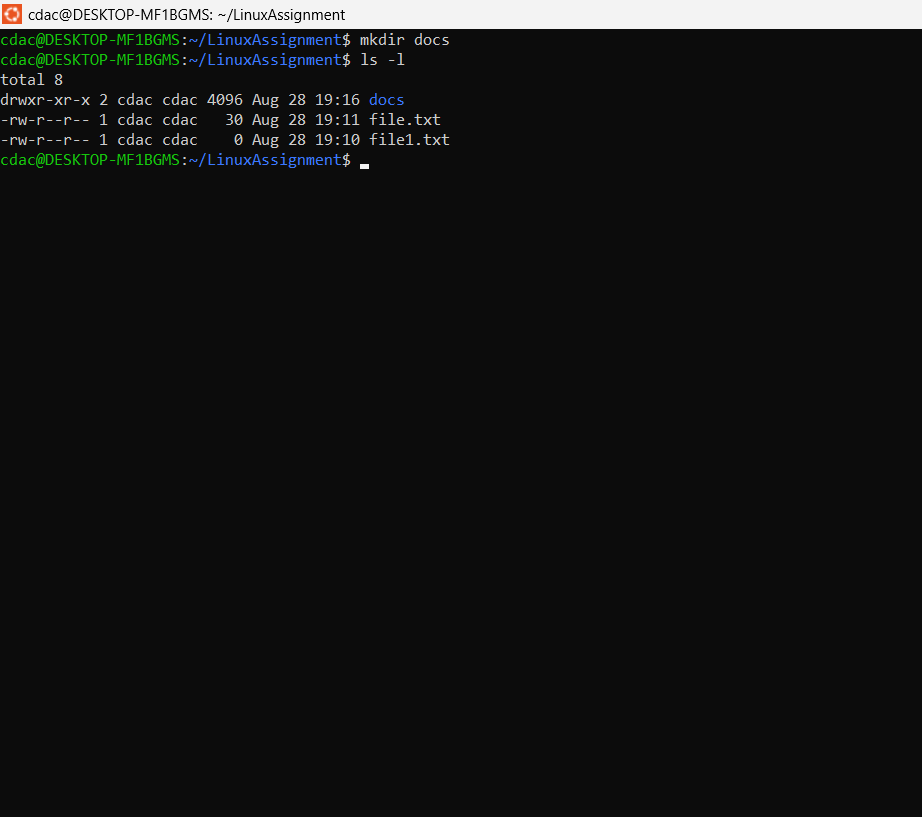 cdac@DESKTOP-MF1BGMS: ~/LinuxAssignment
cdac@DESKTOP-MF1BGMS:~/LinuxAssignment$ mkdir docs
cdac@DESKTOP-MF1BGMS:~/LinuxAssignment$ ls -l
total 8
drwxr-xr-x 2 cdac cdac 4096 Aug 28 19:16 docs
-rw-r--r-- 1 cdac cdac   30 Aug 28 19:11 file.txt
-rw-r--r-- 1 cdac cdac    0 Aug 28 19:10 file1.txt
cdac@DESKTOP-MF1BGMS:~/LinuxAssignment$